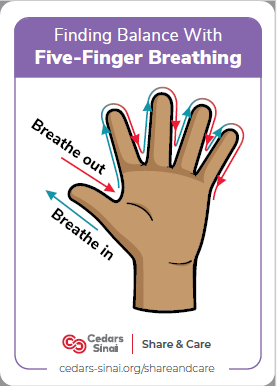 Finding Balance With
Five-Finger Breathing
Breathe out
Breathe in
Cedars
Sinai
Share & Care
cedars-sinai.org/shareandcare